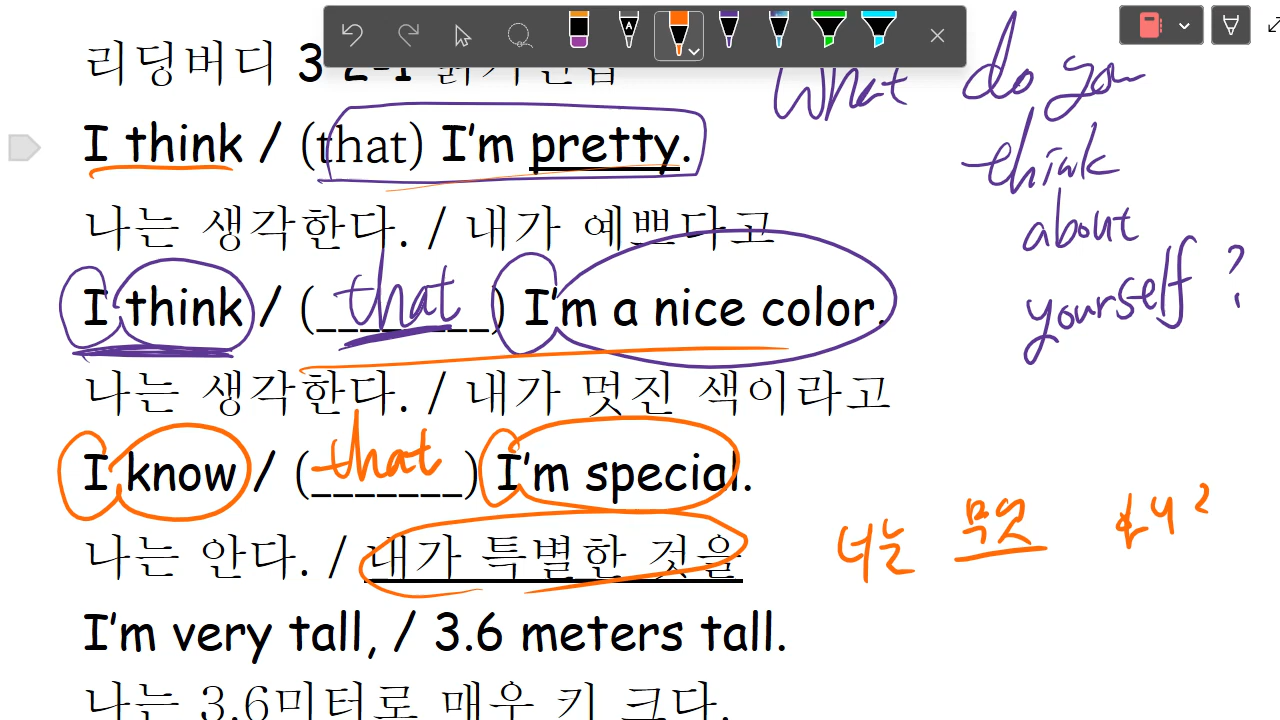 리딩버디 3
What do you
I think / (that) I'm pretty.
think
나는 생각한다. / 내가 예쁘다고
about
I think / (___that___) I'm a nice color.
yourself?
나는 생각한다. / 내가 멋진 색이라고
I know / (___that___) I'm special.
나는 안다. / 내가 특별한 것을
너는 무엇
I'm very tall, / 3.6 meters tall.
나는 3.6미터로 매우 키 크다.